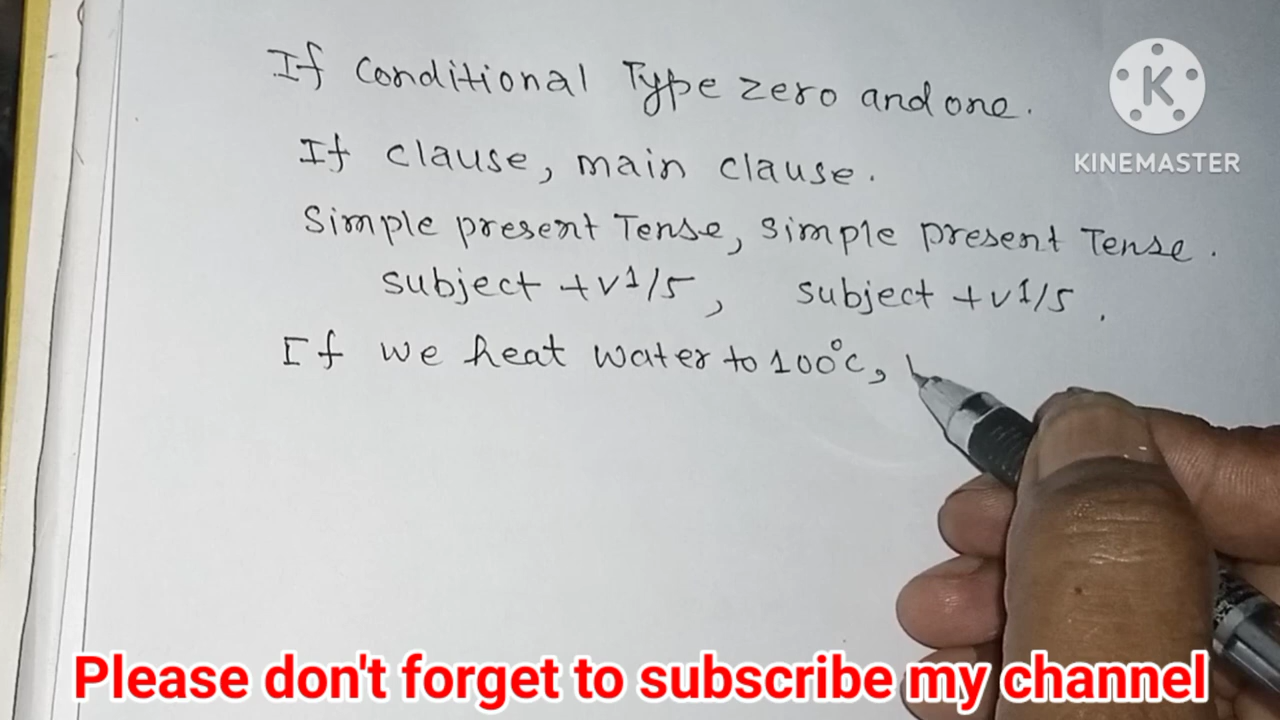 If conditional Type zero and one.
If clause, main clause.
Simple present Tense, simple present Tense.
subject + v1/5, subject + v1/5.
If we heat water to 100°c,
KINEMASTER
Please don't forget to subscribe my channel